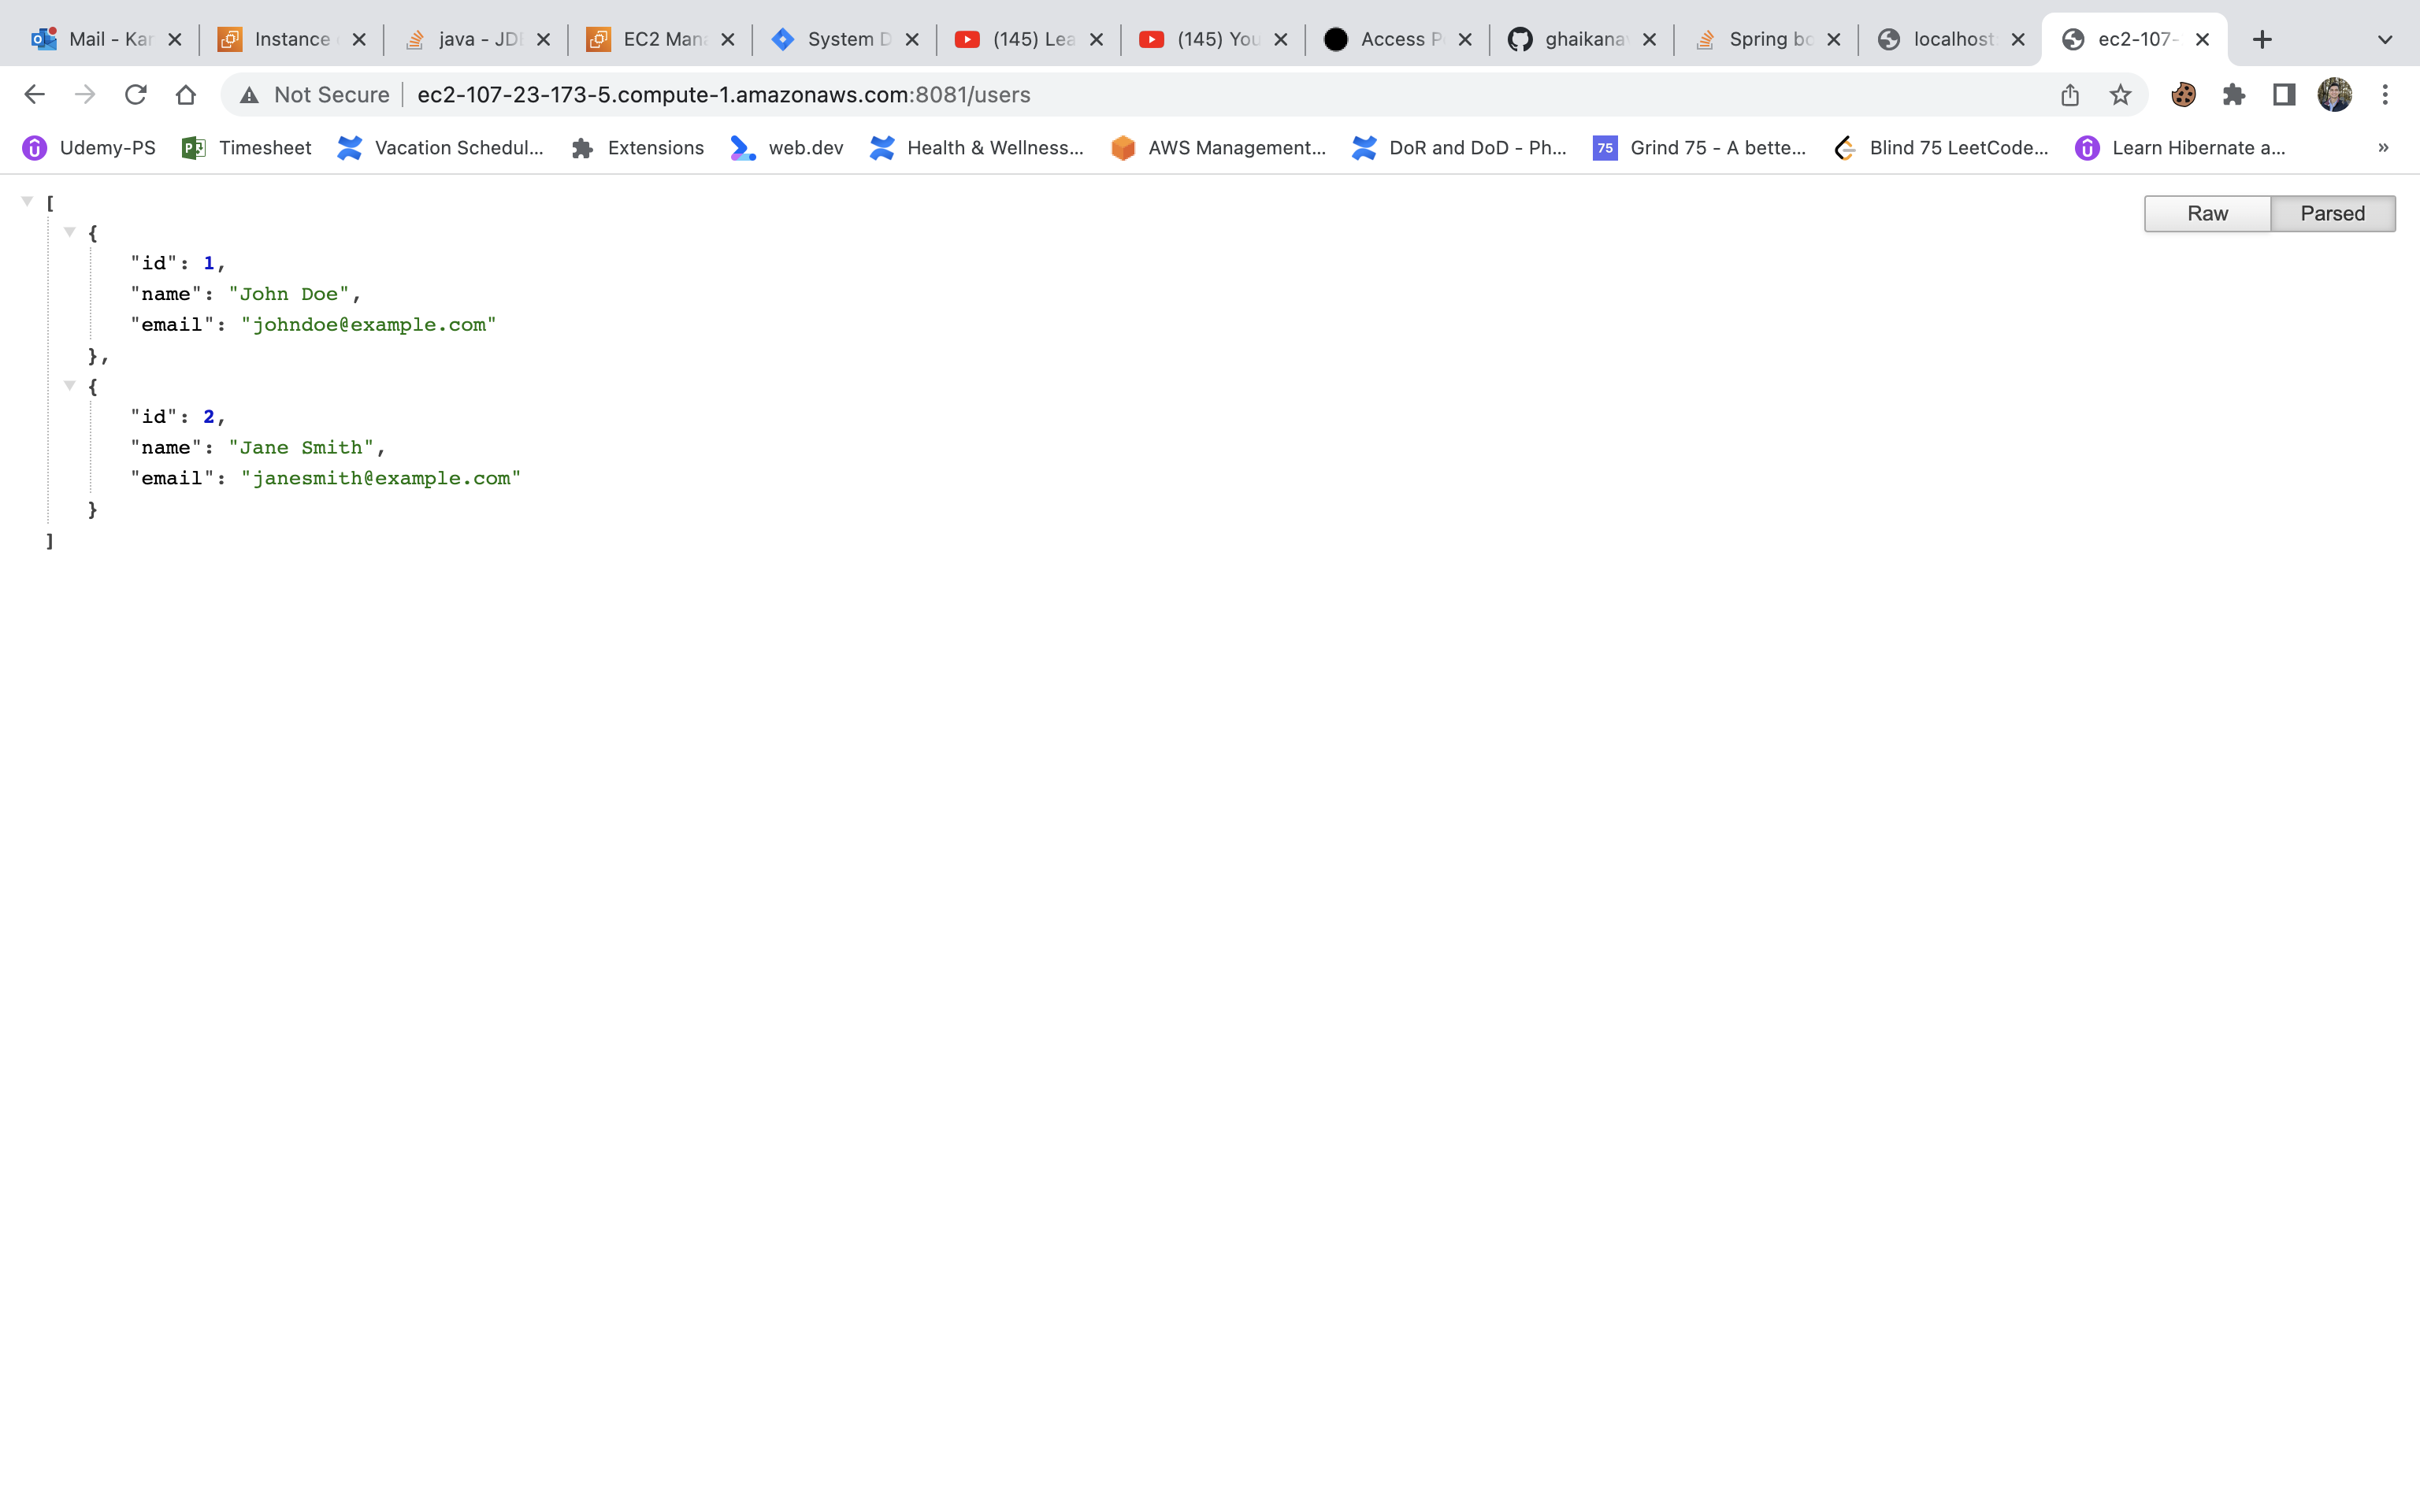 Mail - Kar Instance java - JDB EC2 Mana System D (145) Lea (145) You Access P ghaikanav Spring bo localhost ec2-107-
Not Secure ec2-107-23-173-5.compute-1.amazonaws.com:8081/users
Udemy-PS Timesheet Vacation Schedul... Extensions web.dev Health & Wellness... AWS Management... DoR and DoD - Ph... 75 Grind 75 - A bette... Blind 75 LeetCode... Learn Hibernate a... »
Raw Parsed
[
{
"id": 1,
"name": "John Doe",
"email": "johndoe@example.com"
},
{
"id": 2,
"name": "Jane Smith",
"email": "janesmith@example.com"
}
]